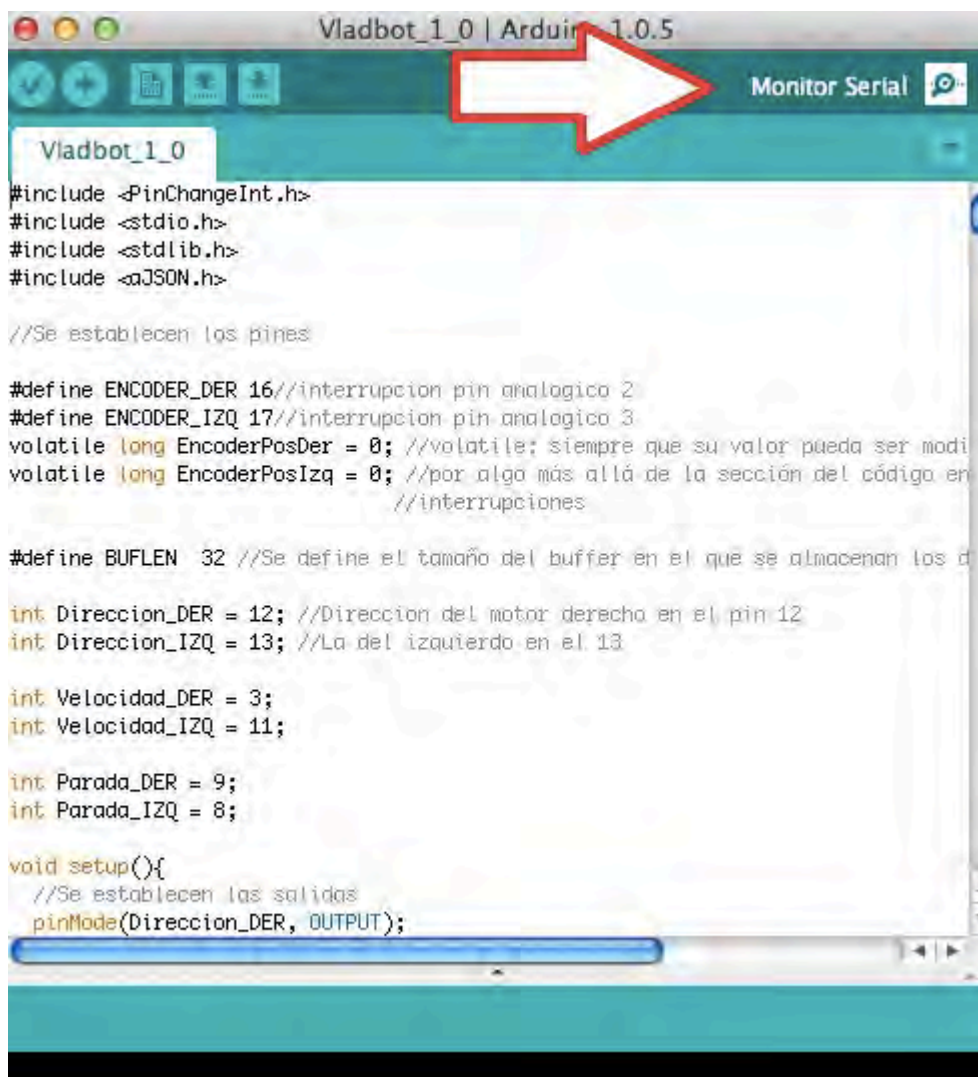 Vladbot_1_0 | Arduino 1.0.5
Monitor Serial
Vladbot_1_0
#include <PinChangeInt.h>
#include <stdio.h>
#include <stdlib.h>
#include <aJSON.h>
//Se establecen los pines
#define ENCODER_DER 16//interrupcion pin analogico 2
#define ENCODER_IZQ 17//interrupcion pin analogico 3
volatile long EncoderPosDer = 0; //volatile: siempre que su valor pueda ser modi
volatile long EncoderPosIzq = 0; //por algo más allá de la sección del código en
//interrupciones
#define BUFLEN  32 //Se define el tamaño del buffer en el que se almacenan los d
int Direccion_DER = 12; //Direccion del motor derecho en el pin 12
int Direccion_IZQ = 13; //La del izquierdo en el 13
int Velocidad_DER = 3;
int Velocidad_IZQ = 11;
int Parada_DER = 9;
int Parada_IZQ = 8;
void setup(){
//Se establecen las salidas
pinMode(Direccion_DER, OUTPUT);